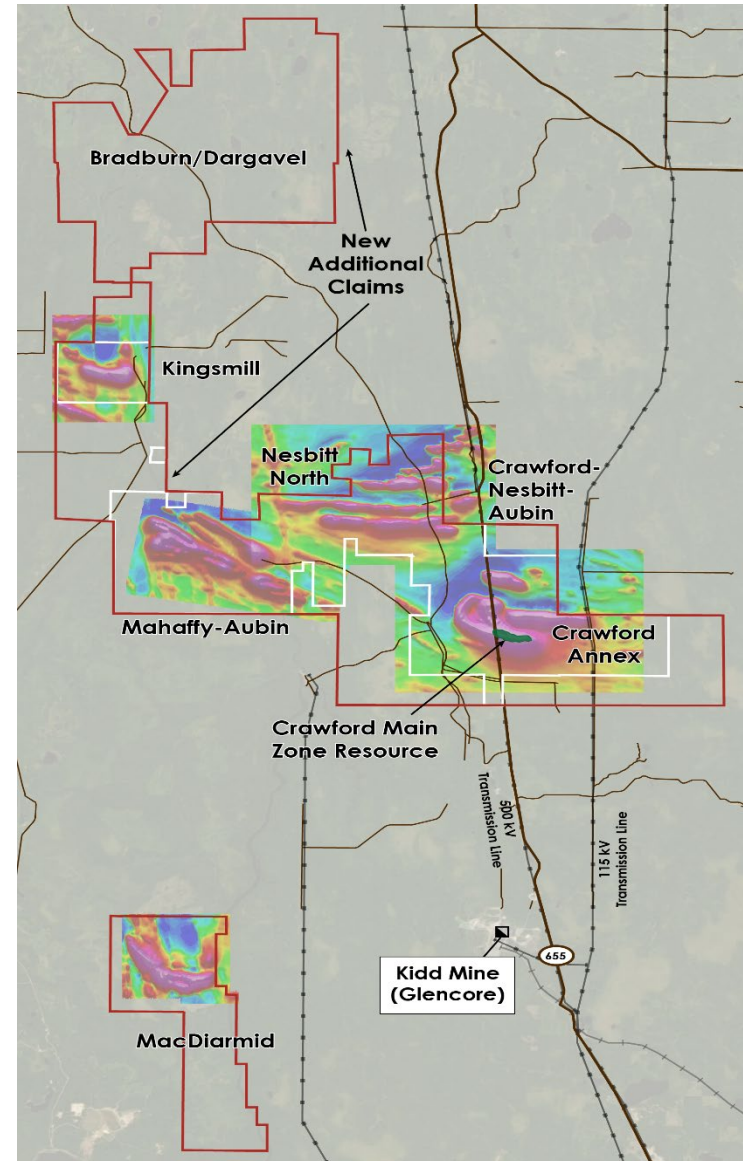 Bradburn/Dargavel
New
Additional
Claims
Kingsmill
Nesbitt
North
Crawford-
Nesbitt-
Aubin
Mahaffy-Aubin
Crawford
Annex
Crawford Main
Zone Resource
500 kV
Transmission Line
115 kV
Transmission Line
655
Kidd Mine
(Glencore)
MacDiarmid